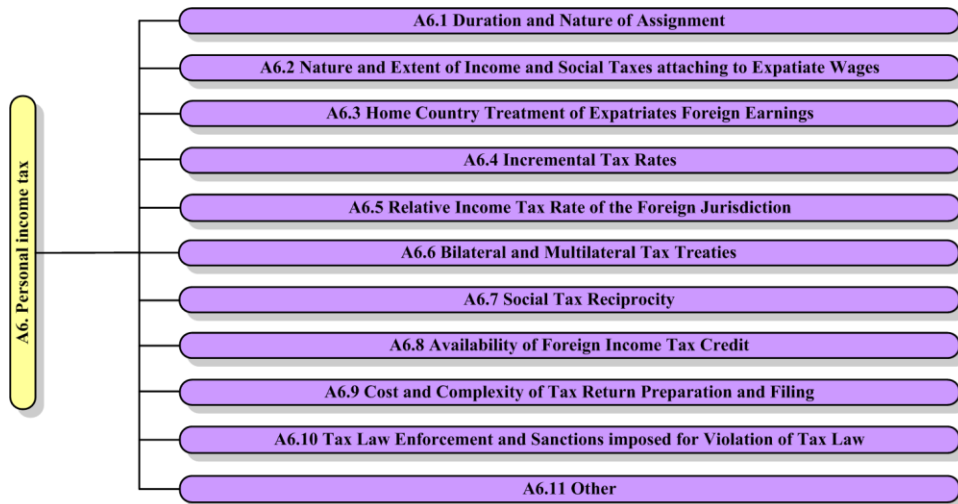 A6. Personal income tax
A6.1 Duration and Nature of Assignment
A6.2 Nature and Extent of Income and Social Taxes attaching to Expatiate Wages
A6.3 Home Country Treatment of Expatriates Foreign Earnings
A6.4 Incremental Tax Rates
A6.5 Relative Income Tax Rate of the Foreign Jurisdiction
A6.6 Bilateral and Multilateral Tax Treaties
A6.7 Social Tax Reciprocity
A6.8 Availability of Foreign Income Tax Credit
A6.9 Cost and Complexity of Tax Return Preparation and Filing
A6.10 Tax Law Enforcement and Sanctions imposed for Violation of Tax Law
A6.11 Other